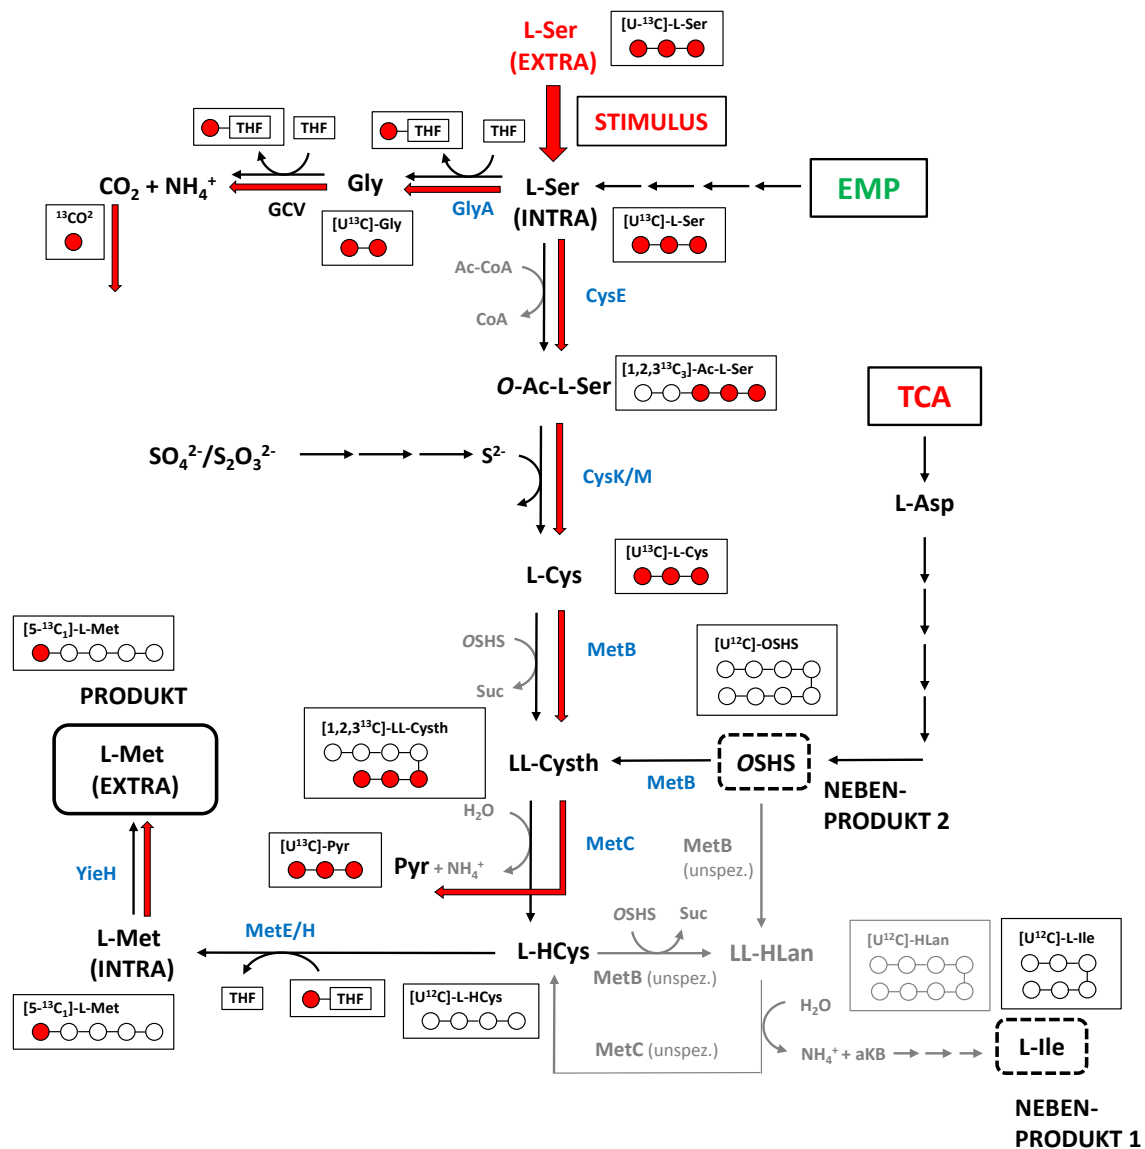 L-Ser
(EXTRA)
[U-¹³C]-L-Ser
STIMULUS
THF
THF
THF
THF
CO₂ + NH₄⁺
GCV
Gly
GlyA
L-Ser
(INTRA)
EMP
¹³CO²
[U¹³C]-Gly
[U¹³C]-L-Ser
Ac-CoA
CoA
CysE
O-Ac-L-Ser
[1,2,3¹³C₃]-Ac-L-Ser
TCA
SO₄²⁻/S₂O₃²⁻
S²⁻
CysK/M
L-Asp
L-Cys
[U¹³C]-L-Cys
[5-¹³C₁]-L-Met
PRODUKT
OSHS
Suc
MetB
[U¹²C]-OSHS
[1,2,3¹³C]-LL-Cysth
L-Met
(EXTRA)
LL-Cysth
MetB
OSHS
NEBEN-
PRODUKT 2
H₂O
MetC
[U¹³C]-Pyr
Pyr + NH₄⁺
MetB
(unspez.)
YieH
L-Met
(INTRA)
MetE/H
THF
THF
L-HCys
OSHS
Suc
MetB (unspez.)
LL-HLan
[U¹²C]-HLan
[U¹²C]-L-Ile
[5-¹³C₁]-L-Met
[U¹²C]-L-HCys
H₂O
MetC (unspez.)
NH₄⁺ + aKB
L-Ile
NEBEN-
PRODUKT 1